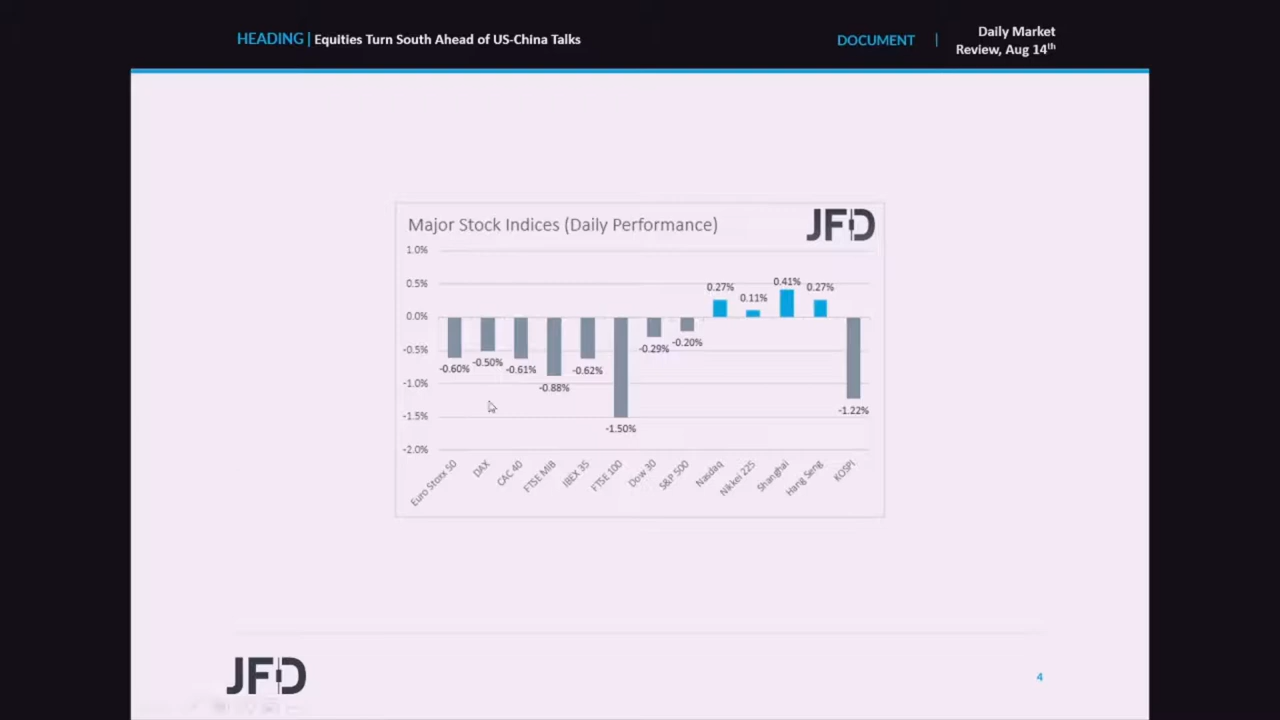 HEADING | Equities Turn South Ahead of US-China Talks
DOCUMENT |
Daily Market
Review, Aug 14th
Major Stock Indices (Daily Performance)
JFD
1.0%
0.5%
0.0%
-0.5%
-1.0%
-1.5%
-2.0%
-0.60%
-0.50%
-0.61%
-0.88%
-0.62%
-1.50%
-0.29%
-0.20%
0.27%
0.11%
0.41%
0.27%
-1.22%
Euro Stoxx 50
DAX
CAC 40
FTSE MIB
IBEX 35
FTSE 100
Dow 30
S&P 500
Nasdaq
Nikkei 225
Shanghai
Hang Seng
KOSPI
JFD
4